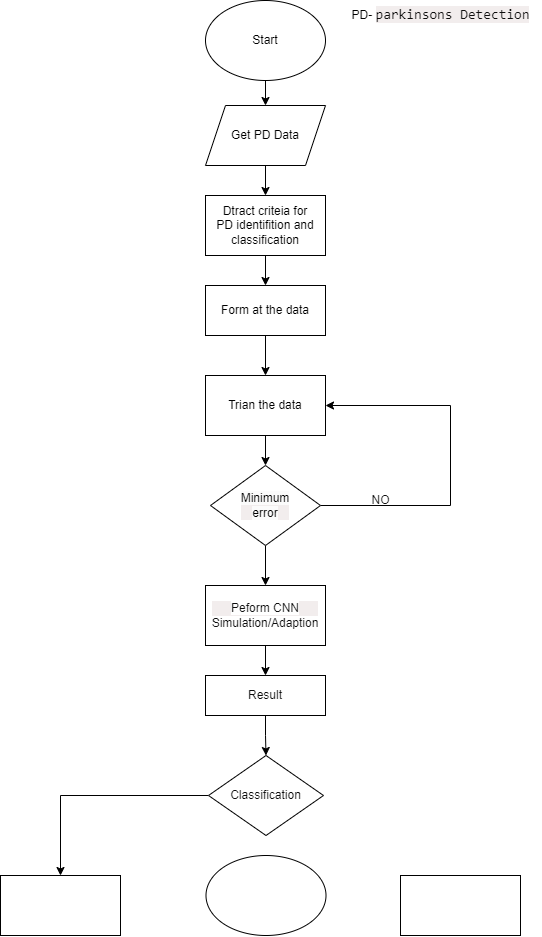 PD- parkinsons Detection
Start
Get PD Data
Dtract criteia for
PD identifition and
classification
Form at the data
Trian the data
Minimum
error
NO
Peform CNN
Simulation/Adaption
Result
Classification